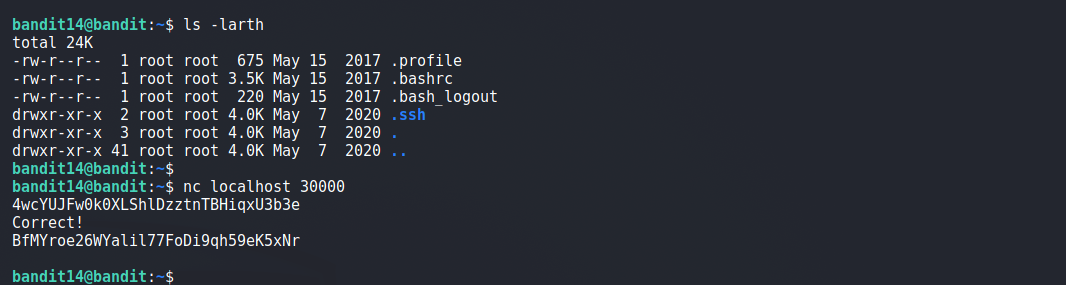 bandit14@bandit:~$ ls -larth
total 24K
-rw-r--r--  1 root root  675 May 15  2017 .profile
-rw-r--r--  1 root root 3.5K May 15  2017 .bashrc
-rw-r--r--  1 root root  220 May 15  2017 .bash_logout
drwxr-xr-x  2 root root 4.0K May  7  2020 .ssh
drwxr-xr-x  3 root root 4.0K May  7  2020 .
drwxr-xr-x 41 root root 4.0K May  7  2020 ..
bandit14@bandit:~$
bandit14@bandit:~$ nc localhost 30000
4wcYUJFw0k0XLShlDzztnTBHiqxU3b3e
Correct!
BfMYroe26WYalil77FoDi9qh59eK5xNr
bandit14@bandit:~$